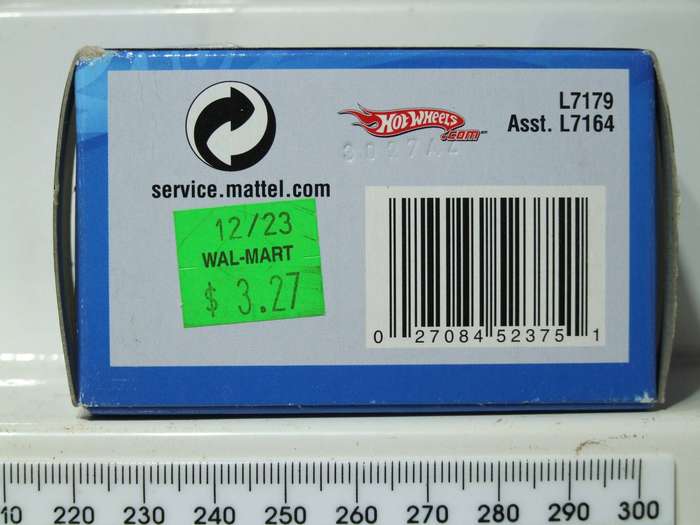 L7179
Asst. L7164
HOT WHEELS
.COM
service.mattel.com
12/23
WAL-MART
$ 3.27
0 27084 52375 1
10 220 230 240 250 260 270 280 290 300